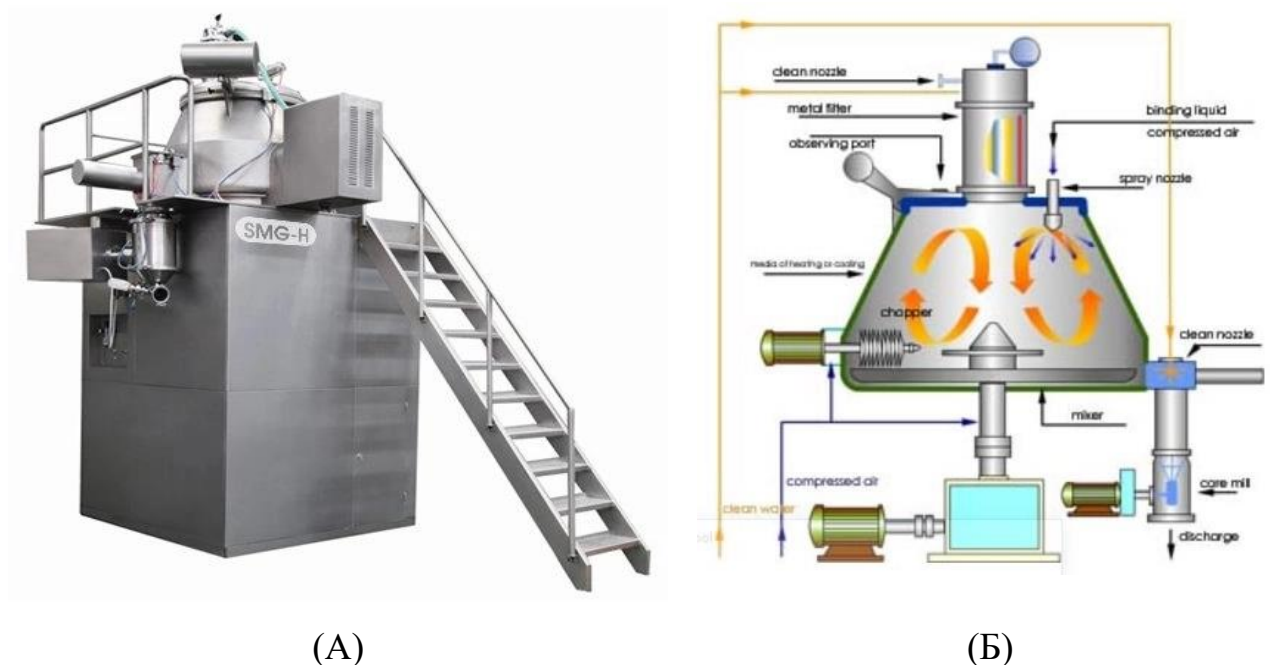 SMG-H
clean nozzle
metal filter
observing port
binding liquid
compressed air
spray nozzle
media of heating or cooling
chopper
clean nozzle
mixer
compressed air
clean water
core mill
discharge
(А)
(Б)